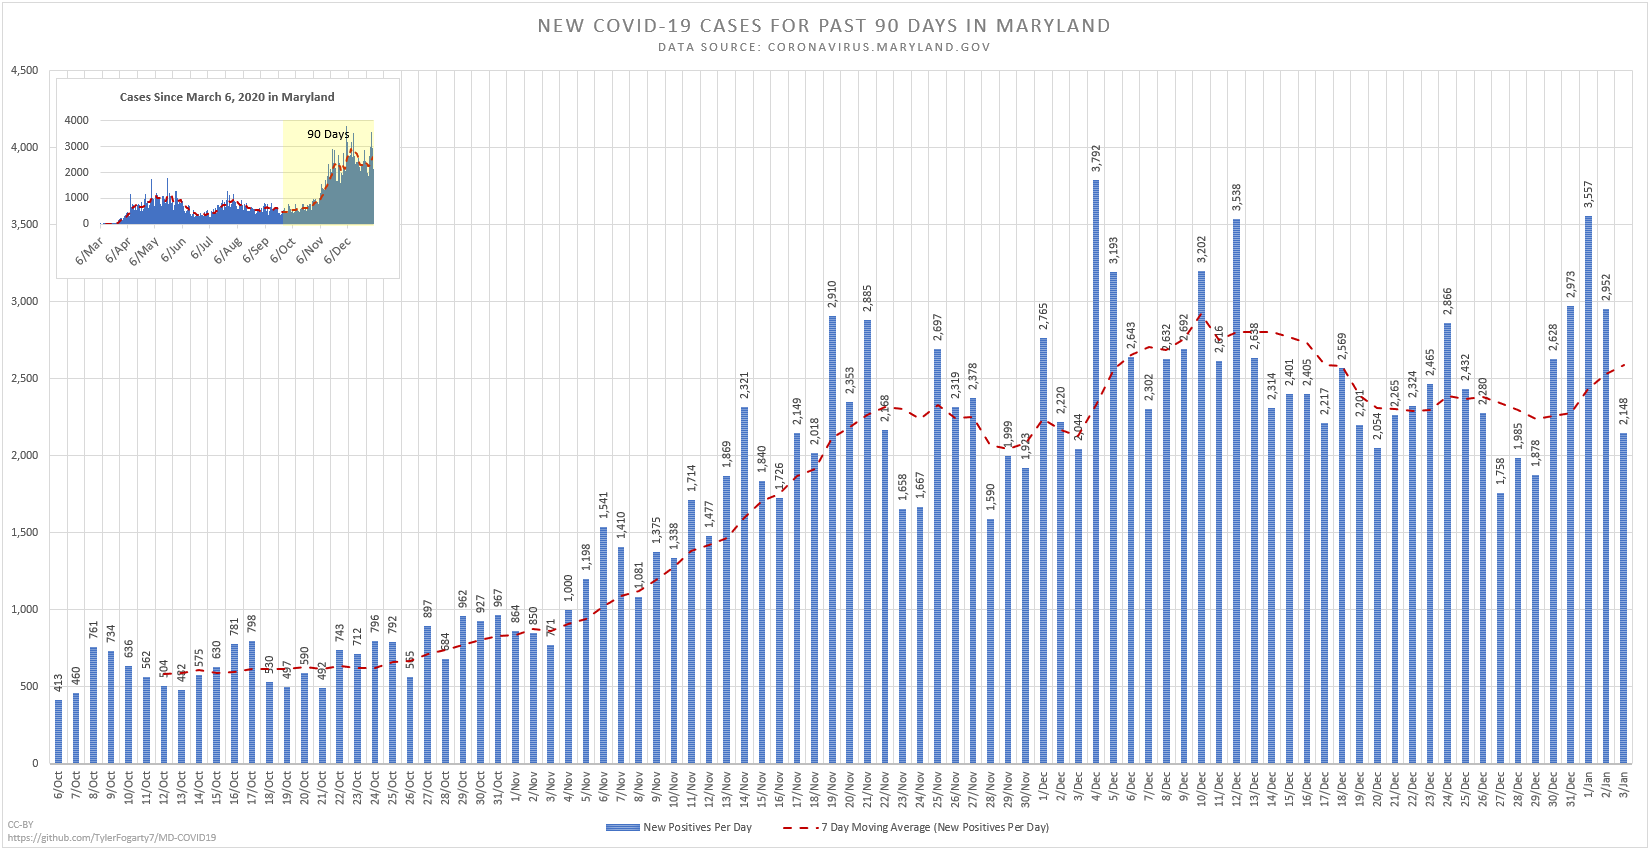 NEW COVID-19 CASES FOR PAST 90 DAYS IN MARYLAND
DATA SOURCE: CORONAVIRUS.MARYLAND.GOV
4,500
4,000
3,500
3,000
2,500
2,000
1,500
1,000
500
0
Cases Since March 6, 2020 in Maryland
90 Days
4000
3000
2000
1000
0
6/Mar
6/Apr
6/May
6/Jun
6/Jul
6/Aug
6/Sep
6/Oct
6/Nov
6/Dec
413
460
761
734
636
562
504
482
575
630
781
798
530
497
590
492
743
712
796
792
565
897
684
962
927
967
864
850
771
1,000
1,198
1,541
1,410
1,081
1,375
1,338
1,714
1,477
1,869
2,321
1,840
1,726
2,149
2,018
2,910
2,353
2,885
2,168
1,658
1,667
2,697
2,319
2,378
1,590
1,999
1,923
2,765
2,220
2,044
3,792
3,193
2,643
2,302
2,632
2,692
3,202
2,616
3,538
2,638
2,314
2,401
2,405
2,217
2,569
2,201
2,054
2,265
2,324
2,465
2,866
2,432
2,280
1,758
1,985
1,878
2,628
2,973
3,557
2,952
2,148
6/Oct
7/Oct
8/Oct
9/Oct
10/Oct
11/Oct
12/Oct
13/Oct
14/Oct
15/Oct
16/Oct
17/Oct
18/Oct
19/Oct
20/Oct
21/Oct
22/Oct
23/Oct
24/Oct
25/Oct
26/Oct
27/Oct
28/Oct
29/Oct
30/Oct
31/Oct
1/Nov
2/Nov
3/Nov
4/Nov
5/Nov
6/Nov
7/Nov
8/Nov
9/Nov
10/Nov
11/Nov
12/Nov
13/Nov
14/Nov
15/Nov
16/Nov
17/Nov
18/Nov
19/Nov
20/Nov
21/Nov
22/Nov
23/Nov
24/Nov
25/Nov
26/Nov
27/Nov
28/Nov
29/Nov
30/Nov
1/Dec
2/Dec
3/Dec
4/Dec
5/Dec
6/Dec
7/Dec
8/Dec
9/Dec
10/Dec
11/Dec
12/Dec
13/Dec
14/Dec
15/Dec
16/Dec
17/Dec
18/Dec
19/Dec
20/Dec
21/Dec
22/Dec
23/Dec
24/Dec
25/Dec
26/Dec
27/Dec
28/Dec
29/Dec
30/Dec
31/Dec
1/Jan
2/Jan
3/Jan
New Positives Per Day
7 Day Moving Average (New Positives Per Day)
CC-BY
https://github.com/TylerFogarty7/MD-COVID19